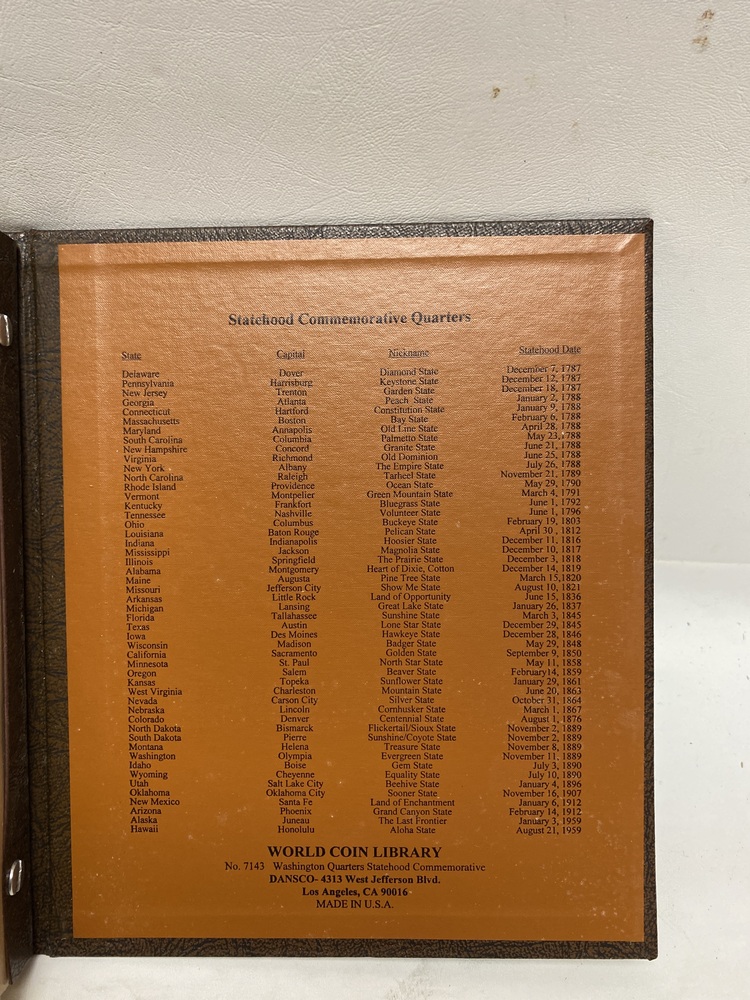 Statehood Commemorative Quarters
State Capital Nickname Statehood Date
Delaware Dover Diamond State December 7, 1787
Pennsylvania Harrisburg Keystone State December 12, 1787
New Jersey Trenton Garden State December 18, 1787
Georgia Atlanta Peach State January 2, 1788
Connecticut Hartford Constitution State January 9, 1788
Massachusetts Boston Bay State February 6, 1788
Maryland Annapolis Old Line State April 28, 1788
South Carolina Columbia Palmetto State May 23, 1788
New Hampshire Concord Granite State June 21, 1788
Virginia Richmond Old Dominion June 25, 1788
New York Albany The Empire State July 26, 1788
North Carolina Raleigh Tarheel State November 21, 1789
Rhode Island Providence Ocean State May 29, 1790
Vermont Montpelier Green Mountain State March 4, 1791
Kentucky Frankfort Bluegrass State June 1, 1792
Tennessee Nashville Volunteer State June 1, 1796
Ohio Columbus Buckeye State February 19, 1803
Louisiana Baton Rouge Pelican State April 30 , 1812
Indiana Indianapolis Hoosier State December 11, 1816
Mississippi Jackson Magnolia State December 10, 1817
Illinois Springfield The Prairie State December 3, 1818
Alabama Montgomery Heart of Dixie, Cotton December 14, 1819
Maine Augusta Pine Tree State March 15,1820
Missouri Jefferson City Show Me State August 10, 1821
Arkansas Little Rock Land of Opportunity June 15, 1836
Michigan Lansing Great Lake State January 26, 1837
Florida Tallahassee Sunshine State March 3, 1845
Texas Austin Lone Star State December 29, 1845
Iowa Des Moines Hawkeye State December 28, 1846
Wisconsin Madison Badger State May 29, 1848
California Sacramento Golden State September 9, 1850
Minnesota St. Paul North Star State May 11, 1858
Oregon Salem Beaver State February14, 1859
Kansas Topeka Sunflower State January 29, 1861
West Virginia Charleston Mountain State June 20, 1863
Nevada Carson City Silver State October 31, 1864
Nebraska Lincoln Cornhusker State March 1, 1867
Colorado Denver Centennial State August 1, 1876
North Dakota Bismarck Flickertail/Sioux State November 2, 1889
South Dakota Pierre Sunshine/Coyote State November 2, 1889
Montana Helena Treasure State November 8, 1889
Washington Olympia Evergreen State November 11, 1889
Idaho Boise Gem State July 3, 1890
Wyoming Cheyenne Equality State July 10, 1890
Utah Salt Lake City Beehive State January 4, 1896
Oklahoma Oklahoma City Sooner State November 16, 1907
New Mexico Santa Fe Land of Enchantment January 6, 1912
Arizona Phoenix Grand Canyon State February 14, 1912
Alaska Juneau The Last Frontier January 3, 1959
Hawaii Honolulu Aloha State August 21, 1959
WORLD COIN LIBRARY
No. 7143 Washington Quarters Statehood Commemorative
DANSCO- 4313 West Jefferson Blvd.
Los Angeles, CA 90016
MADE IN U.S.A.